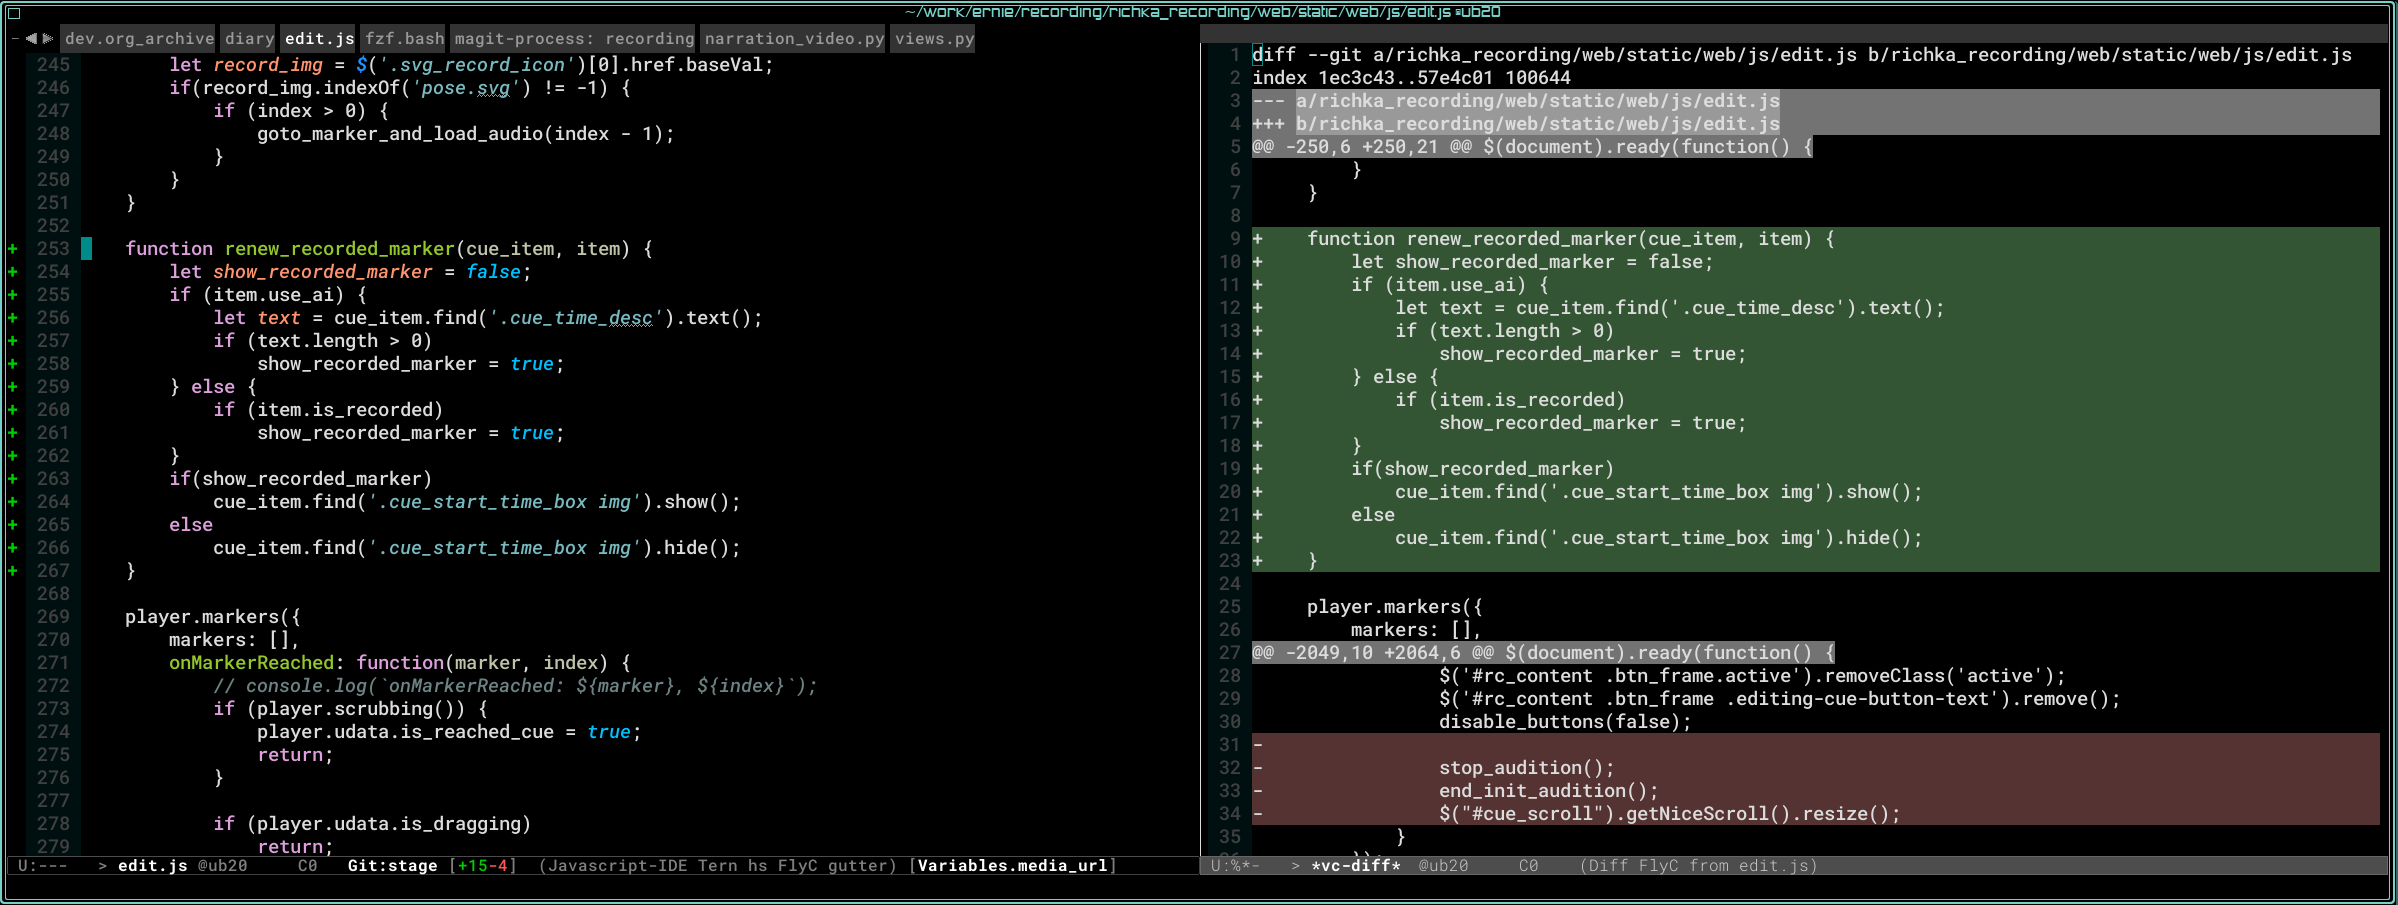 ~/work/ernie/recording/richka_recording/web/static/web/js/edit.js @ub20
dev.org_archive diary edit.js fzf.bash magit-process: recording narration_video.py views.py
245         let record_img = $('.svg_record_icon')[0].href.baseVal;
246         if(record_img.indexOf('pose.svg') != -1) {
247             if (index > 0) {
248                 goto_marker_and_load_audio(index - 1);
249             }
250         }
251     }
252
+ 253     function renew_recorded_marker(cue_item, item) {
+ 254         let show_recorded_marker = false;
+ 255         if (item.use_ai) {
+ 256             let text = cue_item.find('.cue_time_desc').text();
+ 257             if (text.length > 0)
+ 258                 show_recorded_marker = true;
+ 259         } else {
+ 260             if (item.is_recorded)
+ 261                 show_recorded_marker = true;
+ 262         }
+ 263         if(show_recorded_marker)
+ 264             cue_item.find('.cue_start_time_box img').show();
+ 265         else
+ 266             cue_item.find('.cue_start_time_box img').hide();
+ 267     }
268
269     player.markers({
270         markers: [],
271         onMarkerReached: function(marker, index) {
272             // console.log(`onMarkerReached: ${marker}, ${index}`);
273             if (player.scrubbing()) {
274                 player.udata.is_reached_cue = true;
275                 return;
276             }
277
278             if (player.udata.is_dragging)
279                 return;
U:---   > edit.js @ub20     C0   Git:stage [+15-4]  (Javascript-IDE Tern hs FlyC gutter) [Variables.media_url]
1 diff --git a/richka_recording/web/static/web/js/edit.js b/richka_recording/web/static/web/js/edit.js
2 index 1ec3c43..57e4c01 100644
3 --- a/richka_recording/web/static/web/js/edit.js
4 +++ b/richka_recording/web/static/web/js/edit.js
5 @@ -250,6 +250,21 @@ $(document).ready(function() {
6         }
7     }
8
9 +    function renew_recorded_marker(cue_item, item) {
10 +        let show_recorded_marker = false;
11 +        if (item.use_ai) {
12 +            let text = cue_item.find('.cue_time_desc').text();
13 +            if (text.length > 0)
14 +                show_recorded_marker = true;
15 +        } else {
16 +            if (item.is_recorded)
17 +                show_recorded_marker = true;
18 +        }
19 +        if(show_recorded_marker)
20 +            cue_item.find('.cue_start_time_box img').show();
21 +        else
22 +            cue_item.find('.cue_start_time_box img').hide();
23 +    }
24
25     player.markers({
26         markers: [],
27 @@ -2049,10 +2064,6 @@ $(document).ready(function() {
28                 $('#rc_content .btn_frame.active').removeClass('active');
29                 $('#rc_content .btn_frame .editing-cue-button-text').remove();
30                 disable_buttons(false);
31 -
32 -                stop_audition();
33 -                end_init_audition();
34 -                $("#cue_scroll").getNiceScroll().resize();
35             }
U:%*-   > *vc-diff*  @ub20     C0    (Diff FlyC from edit.js)